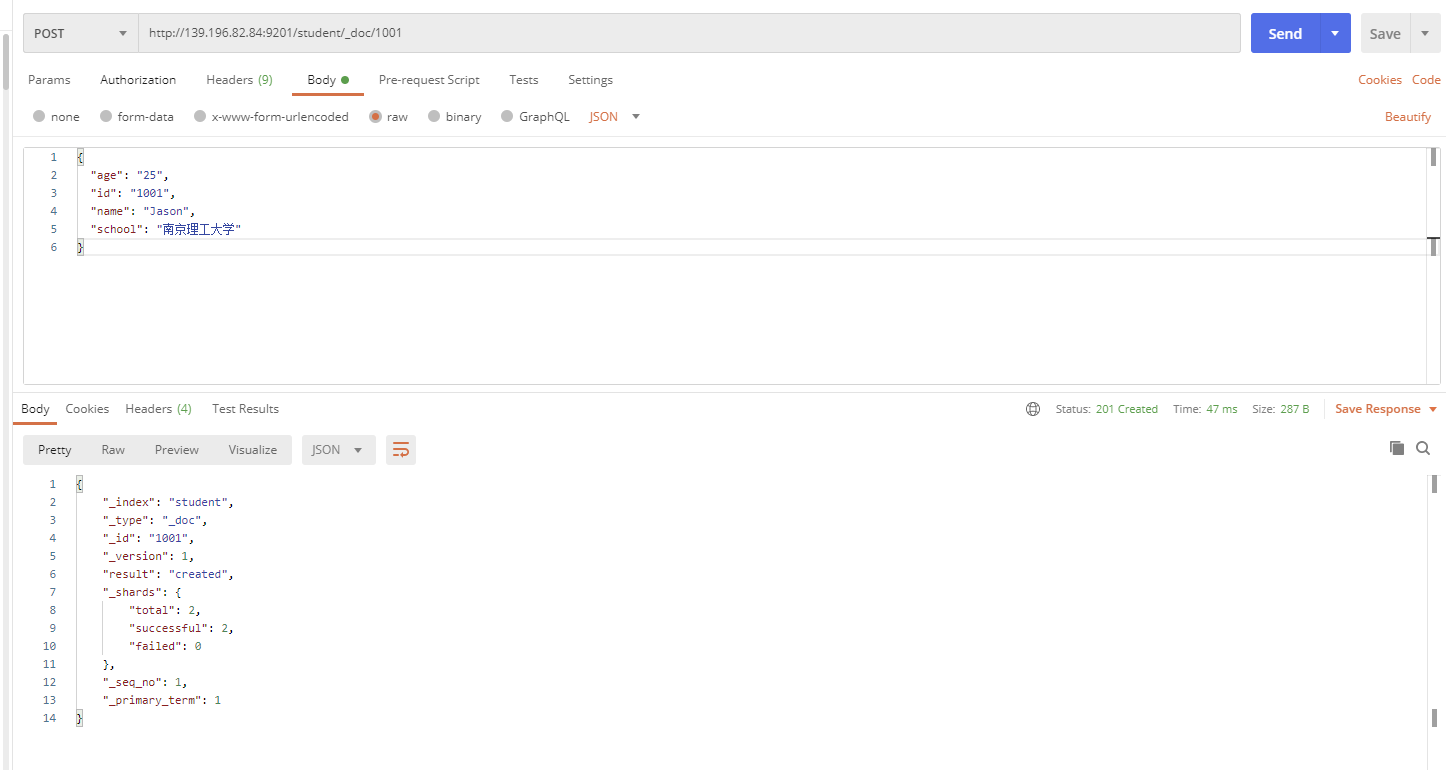 POST http://139.196.82.84:9201/student/_doc/1001 Send Save
Params Authorization Headers (9) Body Pre-request Script Tests Settings Cookies Code
none form-data x-www-form-urlencoded raw binary GraphQL JSON Beautify
1 {
2 "age": "25",
3 "id": "1001",
4 "name": "Jason",
5 "school": "南京理工大学"
6 }
Body Cookies Headers (4) Test Results Status: 201 Created Time: 47 ms Size: 287 B Save Response
Pretty Raw Preview Visualize JSON
1 {
2 "_index": "student",
3 "_type": "_doc",
4 "_id": "1001",
5 "_version": 1,
6 "result": "created",
7 "_shards": {
8 "total": 2,
9 "successful": 2,
10 "failed": 0
11 },
12 "_seq_no": 1,
13 "_primary_term": 1
14 }